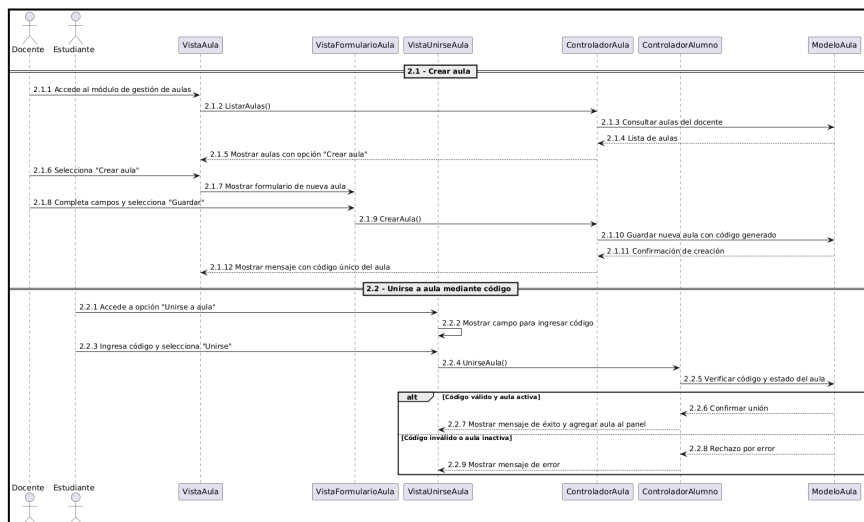 Docente
Estudiante
VistaAula
VistaFormularioAula
VistaUnirseAula
ControladorAula
ControladorAlumno
ModeloAula
2.1 - Crear aula
2.1.1 Accede al módulo de gestión de aulas
2.1.2 ListarAulas()
2.1.3 Consultar aulas del docente
2.1.4 Lista de aulas
2.1.5 Mostrar aulas con opción "Crear aula"
2.1.6 Selecciona "Crear aula"
2.1.7 Mostrar formulario de nueva aula
2.1.8 Completa campos y selecciona "Guardar"
2.1.9 CrearAula()
2.1.10 Guardar nueva aula con código generado
2.1.11 Confirmación de creación
2.1.12 Mostrar mensaje con código único del aula
2.2 - Unirse a aula mediante código
2.2.1 Accede a opción "Unirse a aula"
2.2.2 Mostrar campo para ingresar código
2.2.3 Ingresa código y selecciona "Unirse"
2.2.4 UnirseAula()
2.2.5 Verificar código y estado del aula
alt [Código válido y aula activa]
2.2.6 Confirmar unión
2.2.7 Mostrar mensaje de éxito y agregar aula al panel
[Código inválido o aula inactiva]
2.2.8 Rechazo por error
2.2.9 Mostrar mensaje de error
Docente
Estudiante
VistaAula
VistaFormularioAula
VistaUnirseAula
ControladorAula
ControladorAlumno
ModeloAula